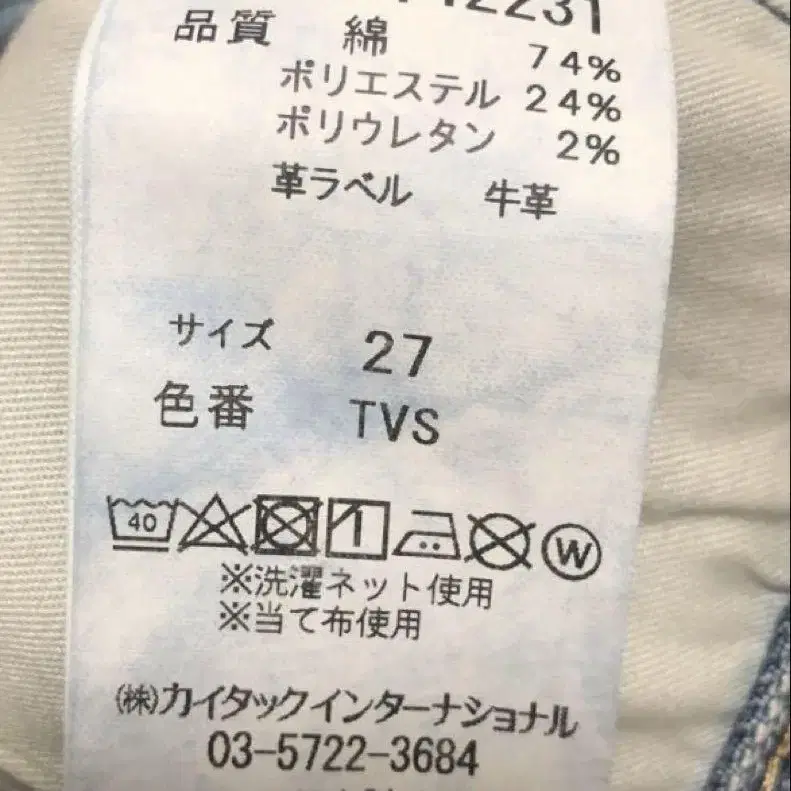 品質 綿 74%
ポリエステル 24%
ポリウレタン 2%
革ラベル 牛革
サイズ 27
色番 TVS
40 W
※洗濯ネット使用
※当て布使用
㈱カイタックインターナショナル
03-5722-3684